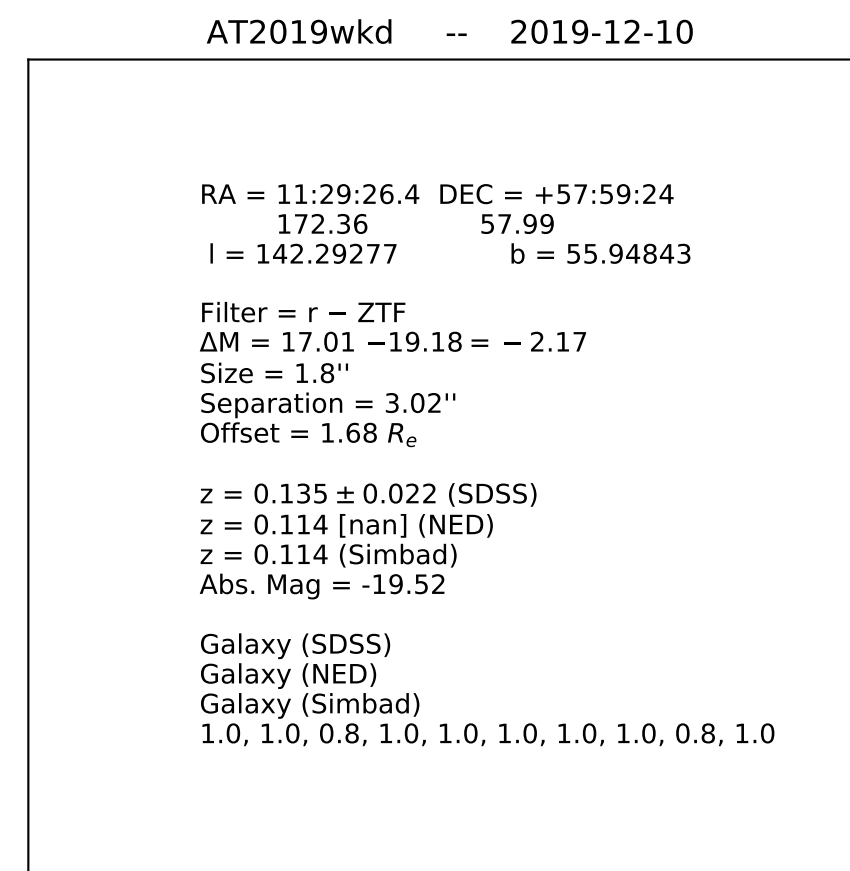 AT2019wkd -- 2019-12-10
RA = 11:29:26.4 DEC = +57:59:24
172.36 57.99
l = 142.29277 b = 55.94843
Filter = r − ZTF
ΔM = 17.01 −19.18 = − 2.17
Size = 1.8''
Separation = 3.02''
Offset = 1.68 Rₑ
z = 0.135 ± 0.022 (SDSS)
z = 0.114 [nan] (NED)
z = 0.114 (Simbad)
Abs. Mag = -19.52
Galaxy (SDSS)
Galaxy (NED)
Galaxy (Simbad)
1.0, 1.0, 0.8, 1.0, 1.0, 1.0, 1.0, 1.0, 0.8, 1.0